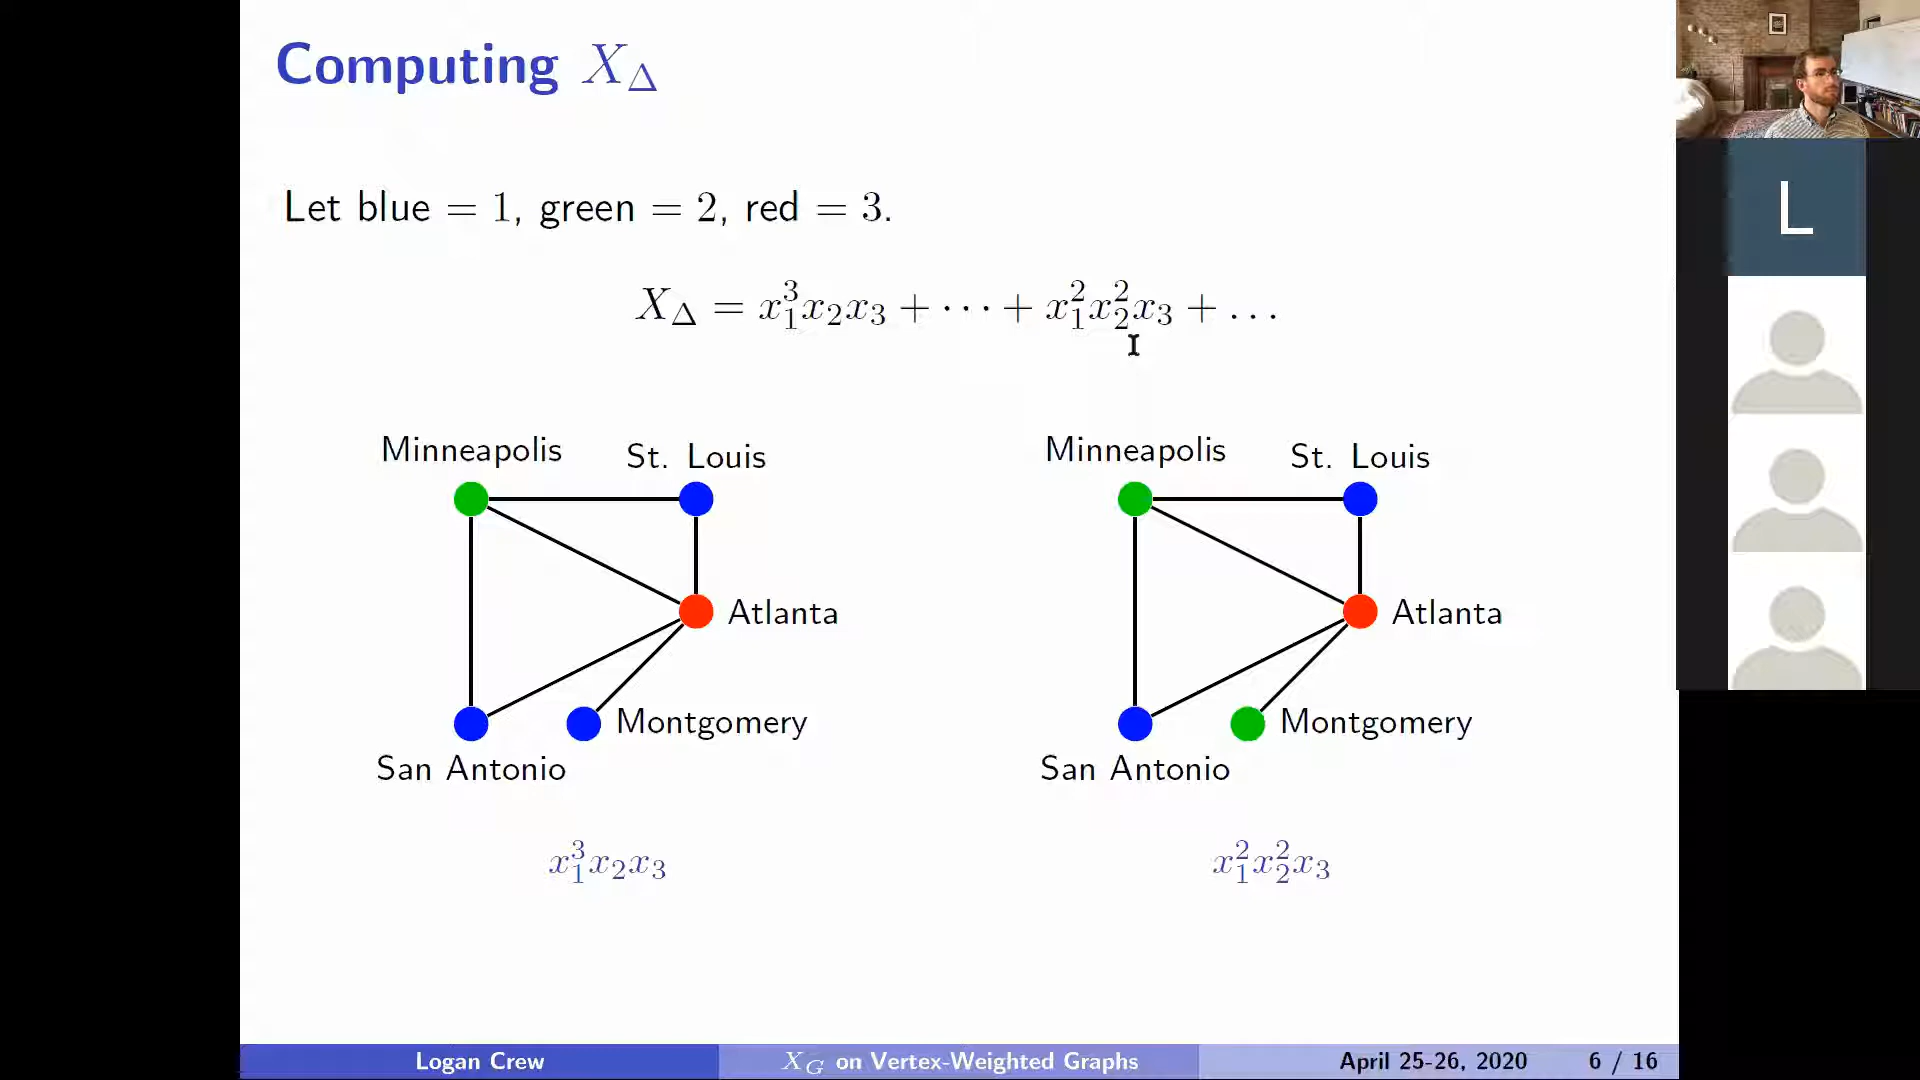 Computing X_Δ
Let blue = 1, green = 2, red = 3.
X_Δ = x_1^3x_2x_3 + ⋯ + x_1^2x_2^2x_3 + …
Minneapolis
St. Louis
Atlanta
Montgomery
San Antonio
x_1^3x_2x_3
Minneapolis
St. Louis
Atlanta
Montgomery
San Antonio
x_1^2x_2^2x_3
L
Logan Crew
X_G on Vertex-Weighted Graphs
April 25-26, 2020
6 / 16